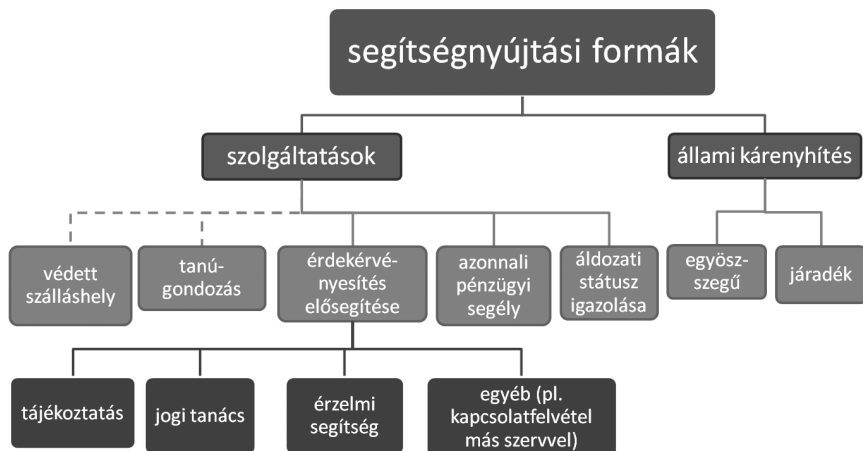 segítségnyújtási formák
szolgáltatások
állami kárenyhítés
védett
szálláshely
tanú-
gondozás
érdekérvé-
nyesítés
elősegítése
azonnali
pénzügyi
segély
áldozati
státusz
igazolása
egyösz-
szegű
járadék
tájékoztatás
jogi tanács
érzelmi
segítség
egyéb (pl.
kapcsolatfelvétel
más szervvel)